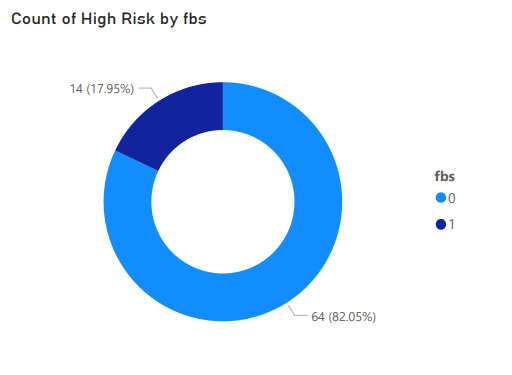 Count of High Risk by fbs
14 (17.95%)
fbs
0
1
64 (82.05%)